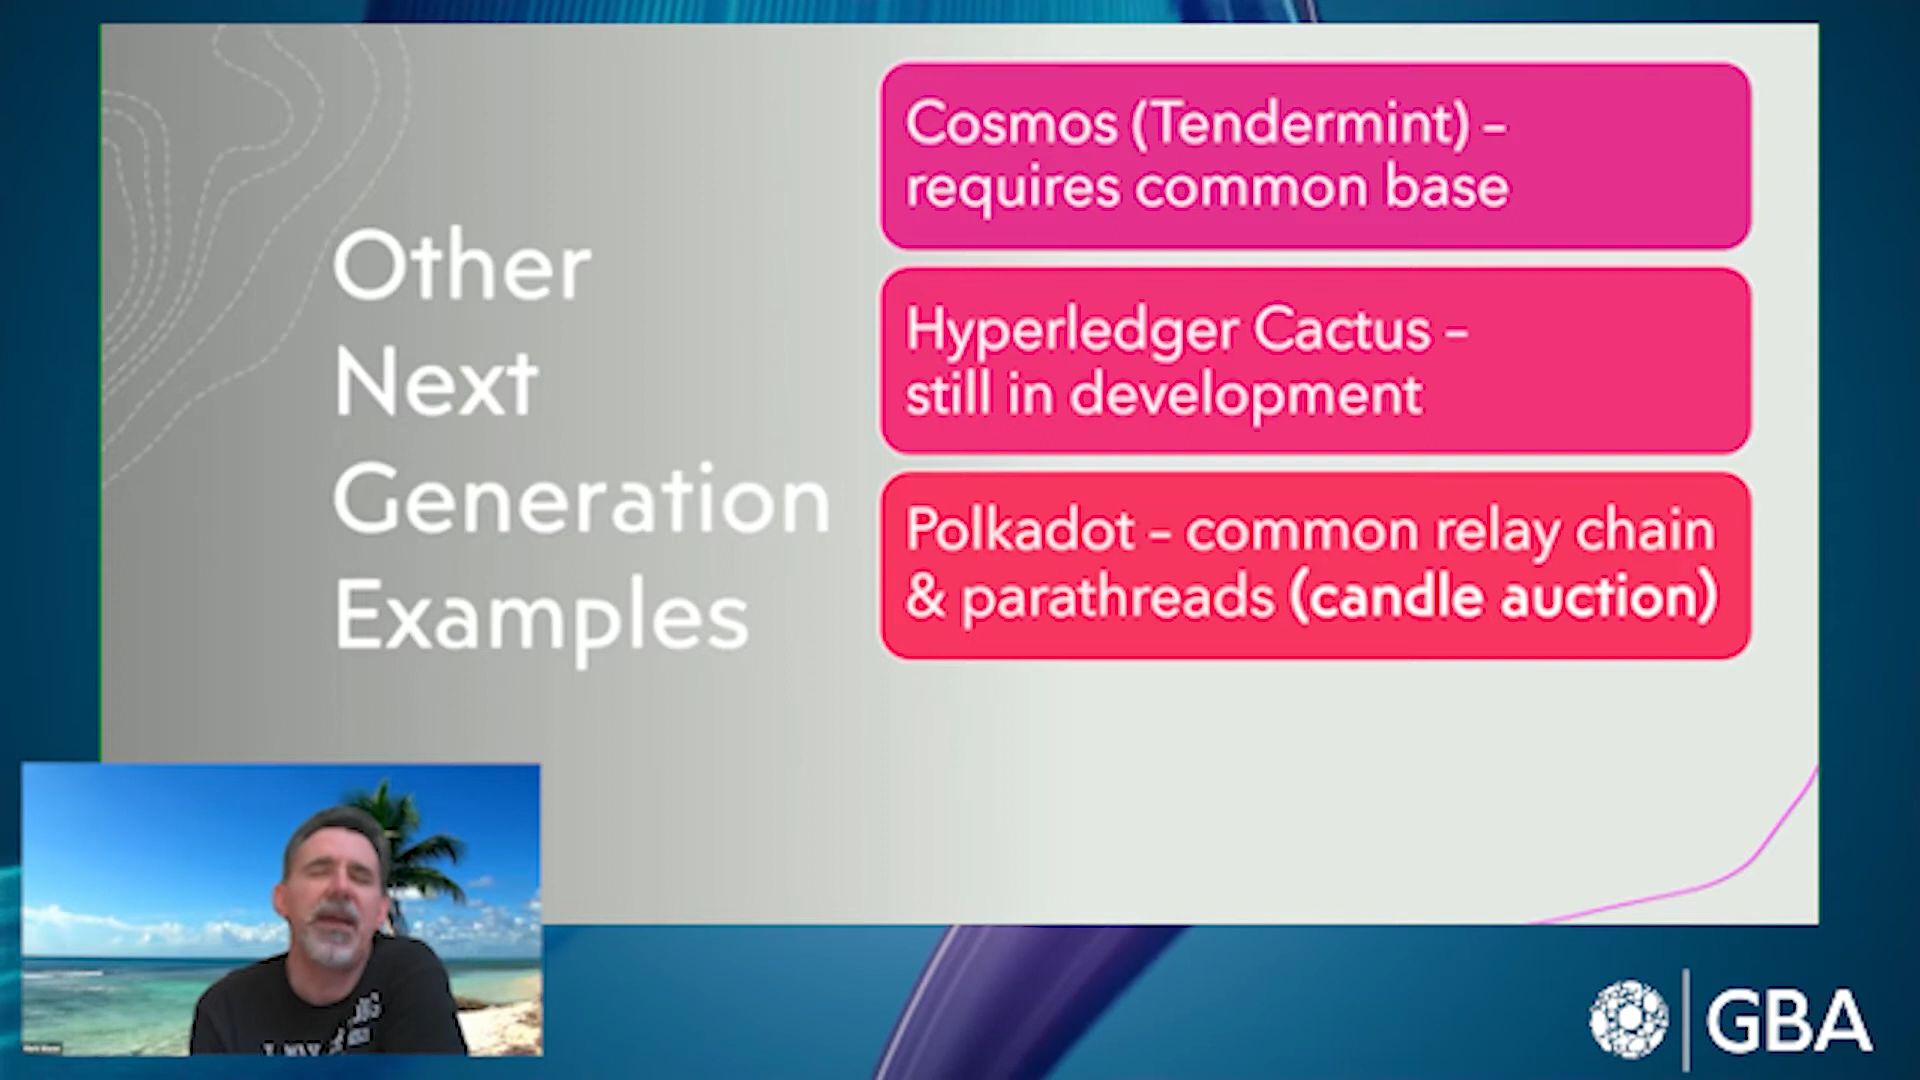 Other
Next
Generation
Examples
Cosmos (Tendermint) –
requires common base
Hyperledger Cactus –
still in development
Polkadot – common relay chain
& parathreads (candle auction)
GBA